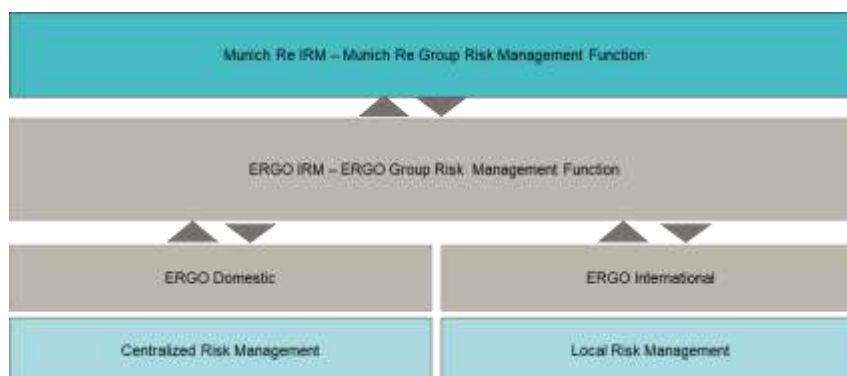 Munich Re IRM – Munich Re Group Risk Management Function
ERGO IRM – ERGO Group Risk Management Function
ERGO Domestic
ERGO International
Centralized Risk Management
Local Risk Management